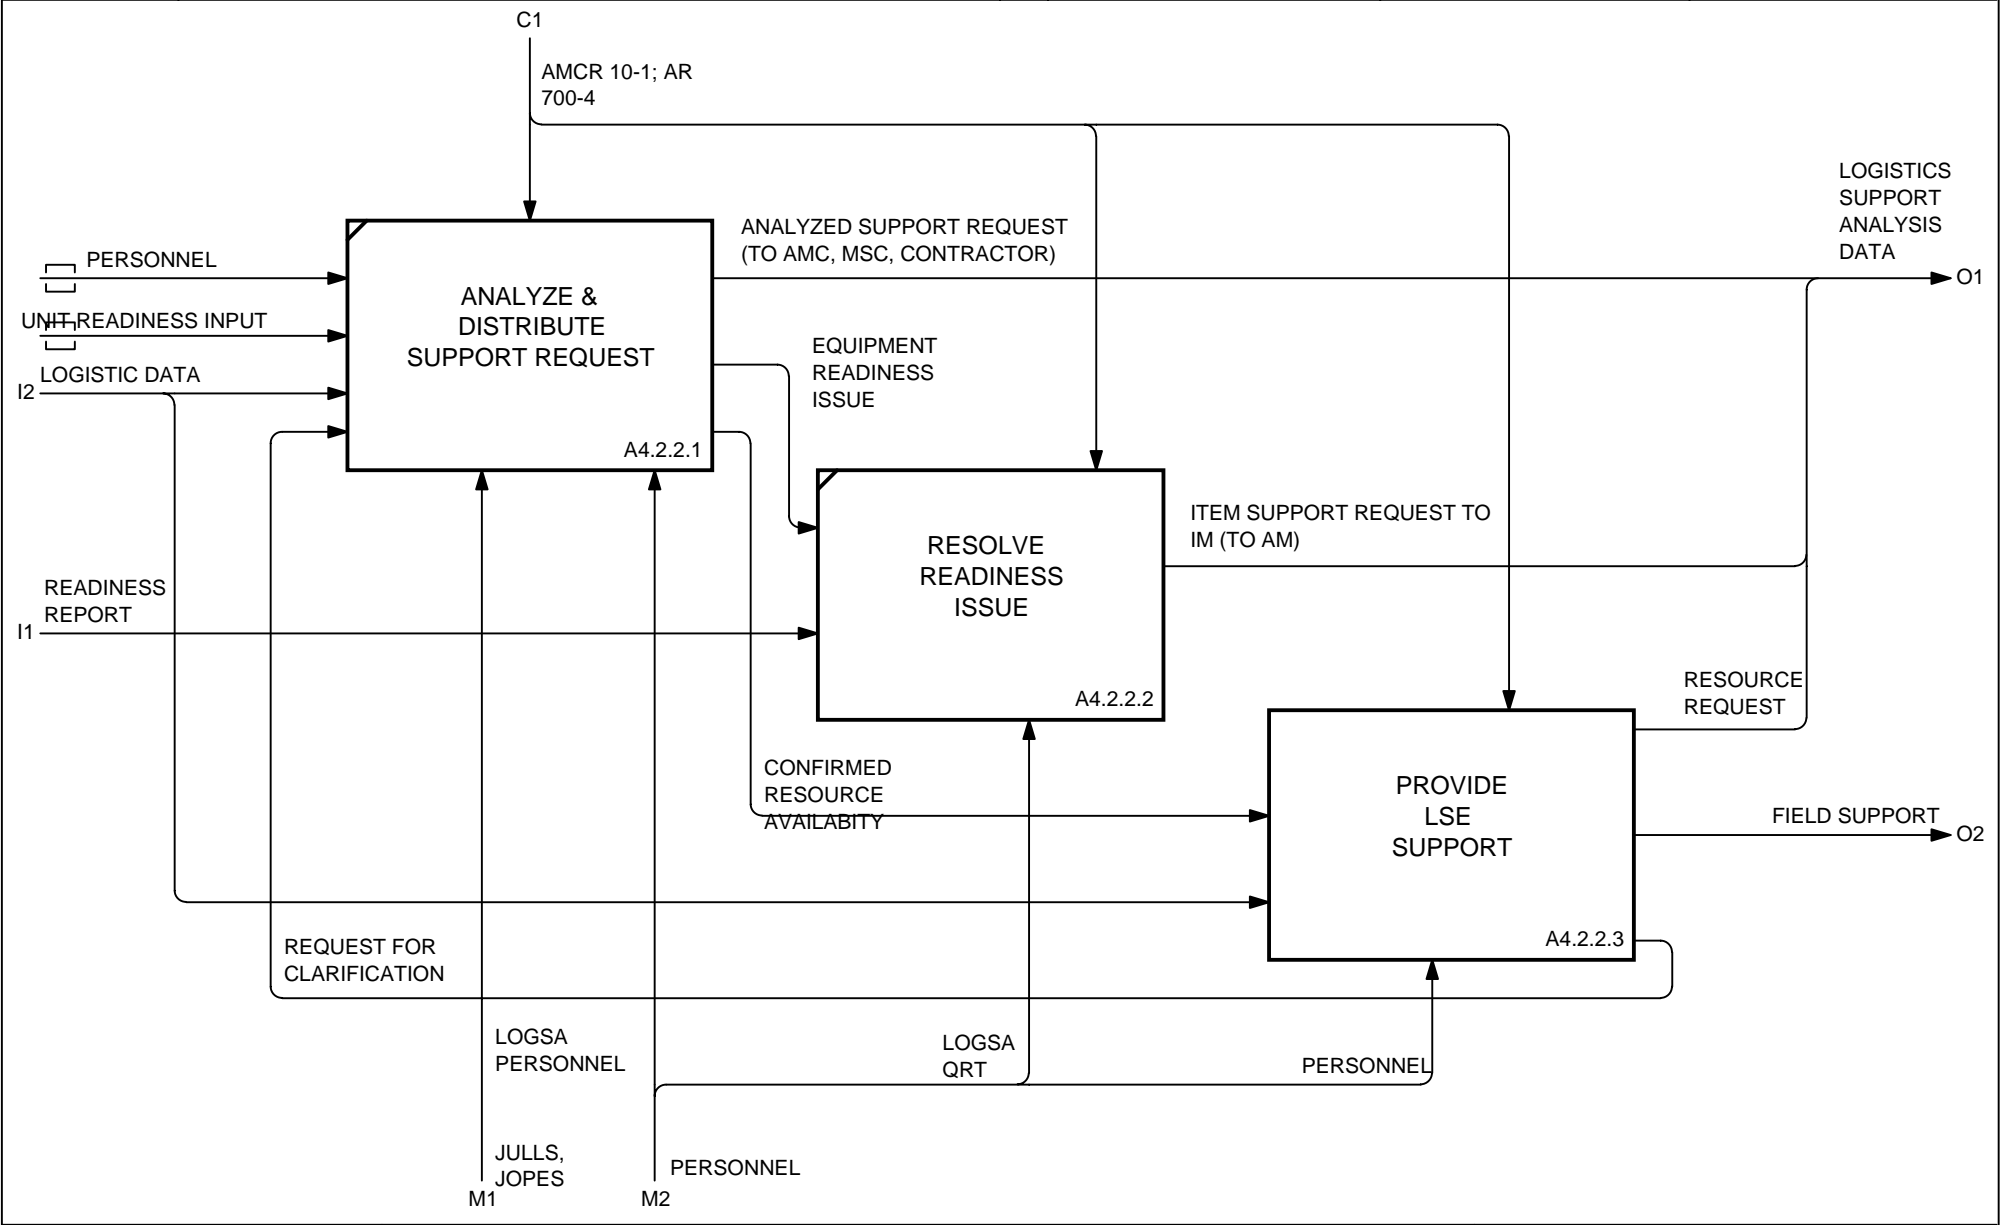 C1
AMCR 10-1; AR
700-4
LOGISTICS
SUPPORT
ANALYSIS
DATA
O1
ANALYZED SUPPORT REQUEST
(TO AMC, MSC, CONTRACTOR)
PERSONNEL
UNIT READINESS INPUT
I2
LOGISTIC DATA
ANALYZE &
DISTRIBUTE
SUPPORT REQUEST
A4.2.2.1
EQUIPMENT
READINESS
ISSUE
ITEM SUPPORT REQUEST TO
IM (TO AM)
RESOLVE
READINESS
ISSUE
A4.2.2.2
READINESS
REPORT
I1
RESOURCE
REQUEST
CONFIRMED
RESOURCE
AVAILABITY
PROVIDE
LSE
SUPPORT
A4.2.2.3
FIELD SUPPORT
O2
REQUEST FOR
CLARIFICATION
LOGSA
PERSONNEL
LOGSA
QRT
PERSONNEL
JULLS,
JOPES
M1
PERSONNEL
M2